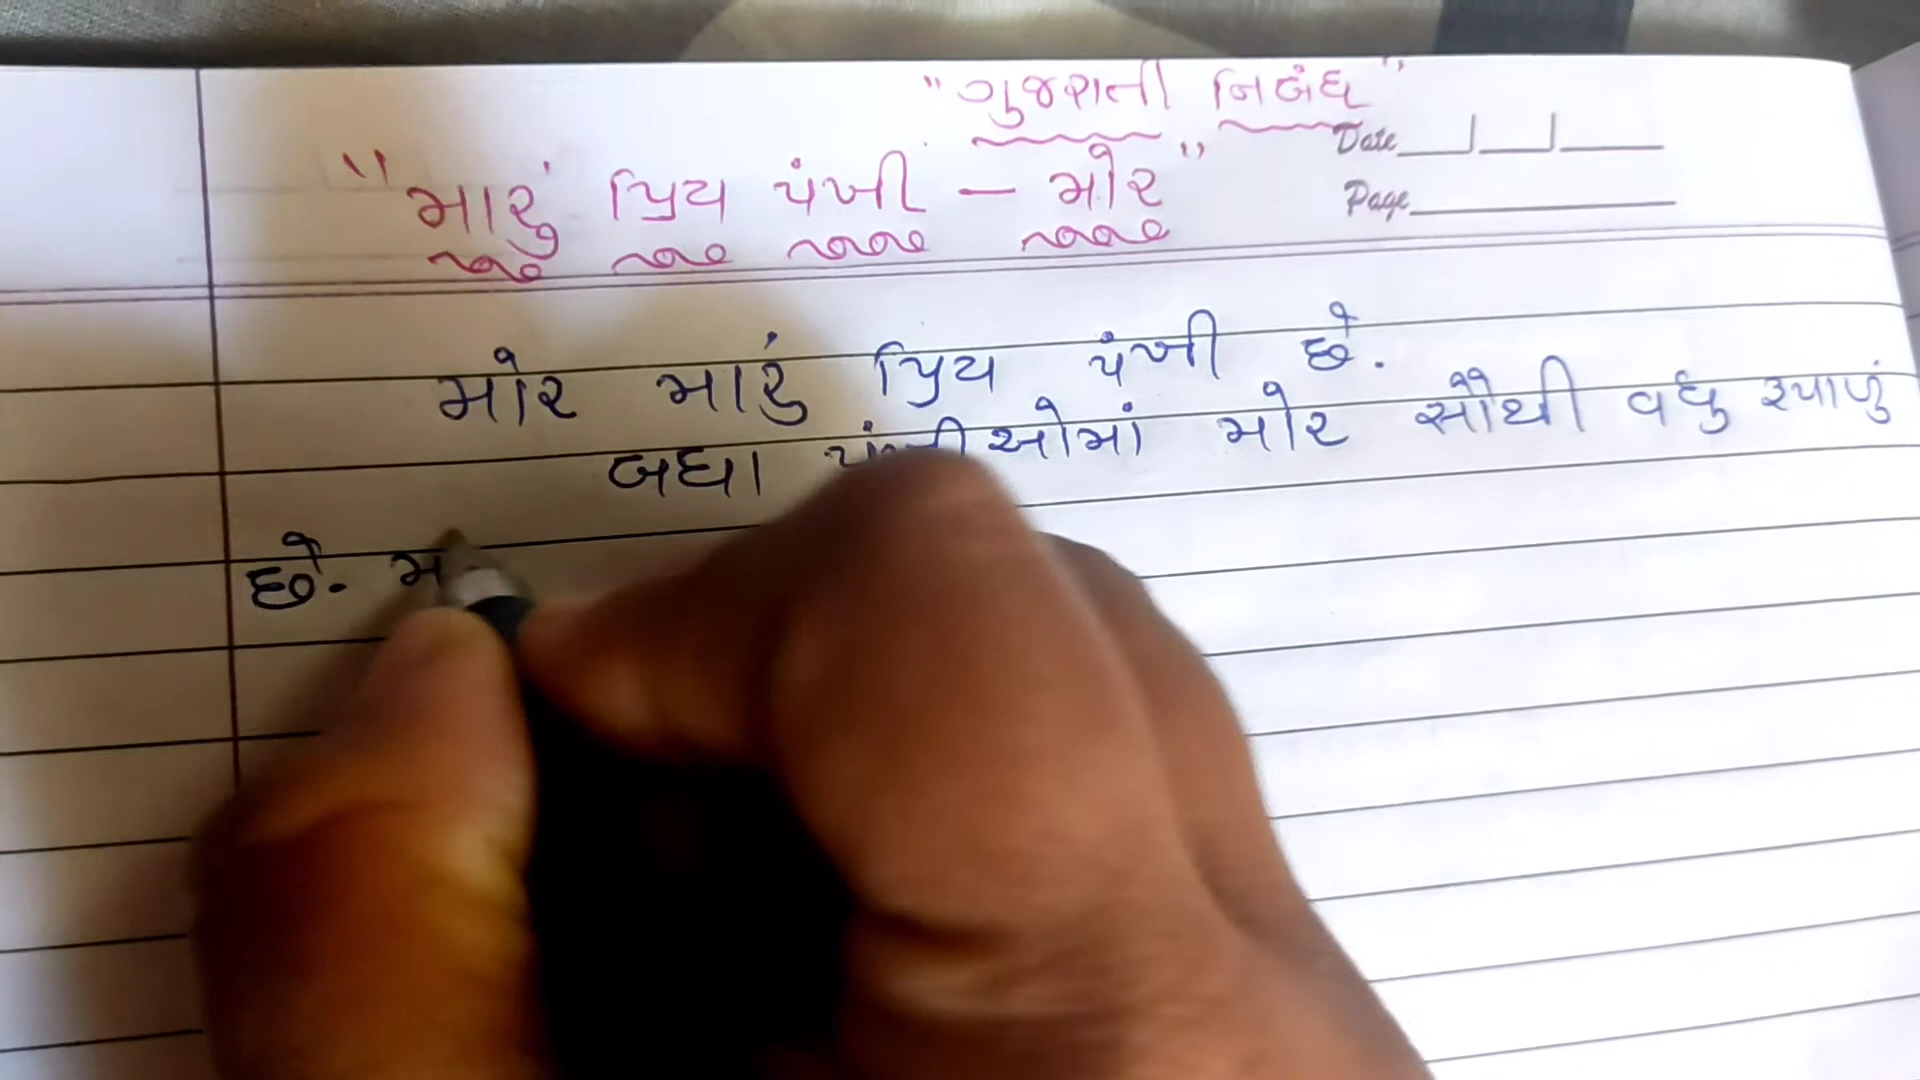 "ગુજરાતી નિબંધ"
Date
"મારું પ્રિય પંખી – મોર"
Page
મોર મારું પ્રિય પંખી છે.
બધા પંખીઓમાં મોર સૌથી વધુ રૂપાળું
છે. મ